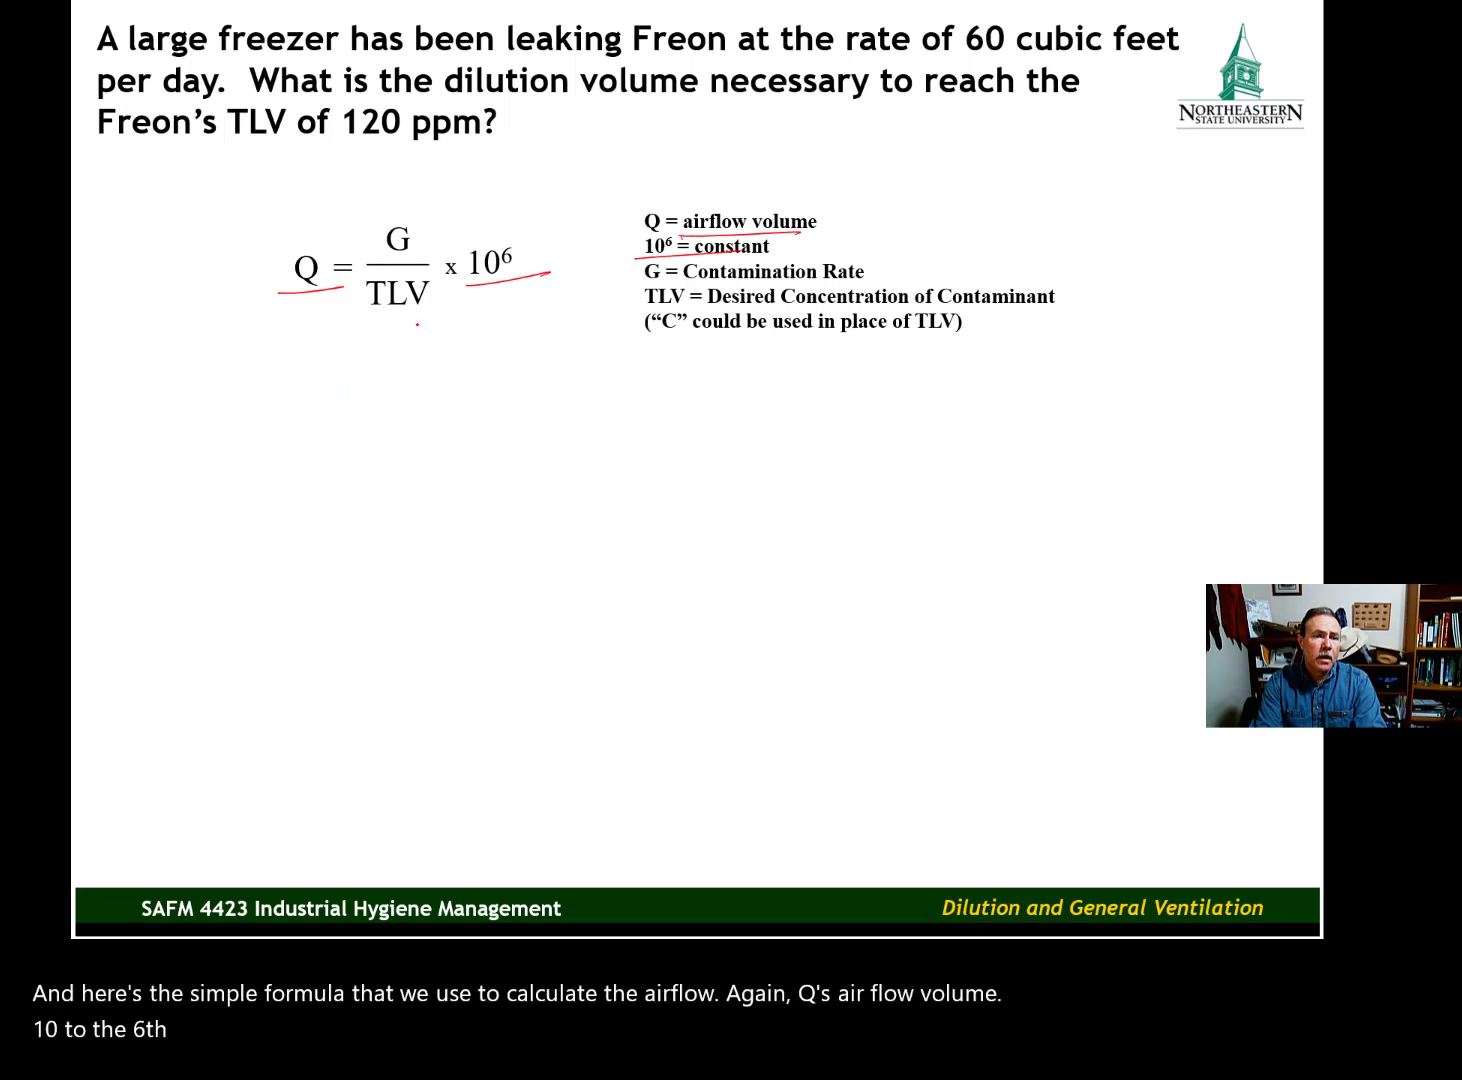 A large freezer has been leaking Freon at the rate of 60 cubic feet
per day. What is the dilution volume necessary to reach the
Freon’s TLV of 120 ppm?
NORTHEASTERN
STATE UNIVERSITY
Q = G / TLV x 10⁶
Q = airflow volume
10⁶ = constant
G = Contamination Rate
TLV = Desired Concentration of Contaminant
(“C” could be used in place of TLV)
SAFM 4423 Industrial Hygiene Management
Dilution and General Ventilation
And here's the simple formula that we use to calculate the airflow. Again, Q's air flow volume.
10 to the 6th